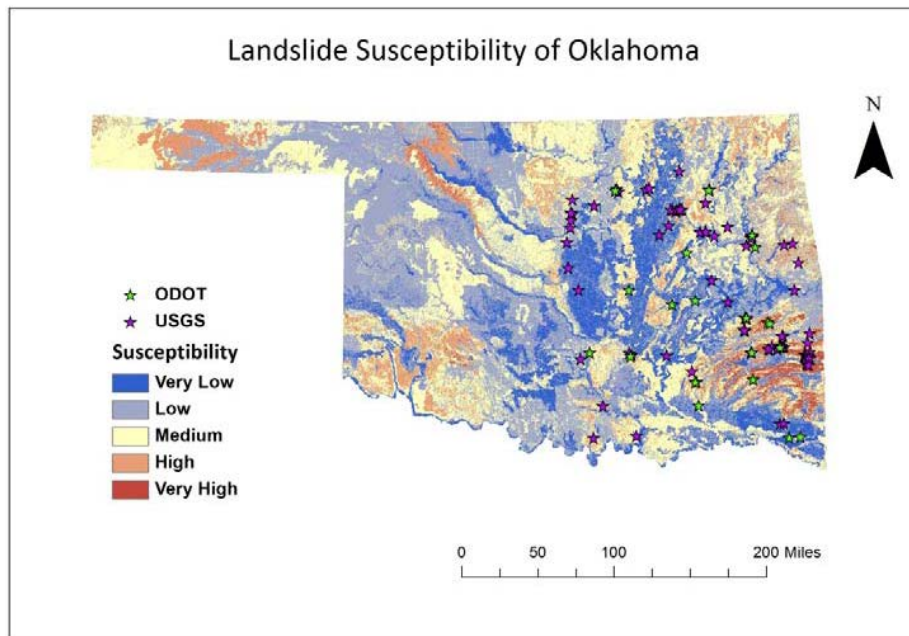 Landslide Susceptibility of Oklahoma
N
ODOT
USGS
Susceptibility
Very Low
Low
Medium
High
Very High
0 50 100 200 Miles